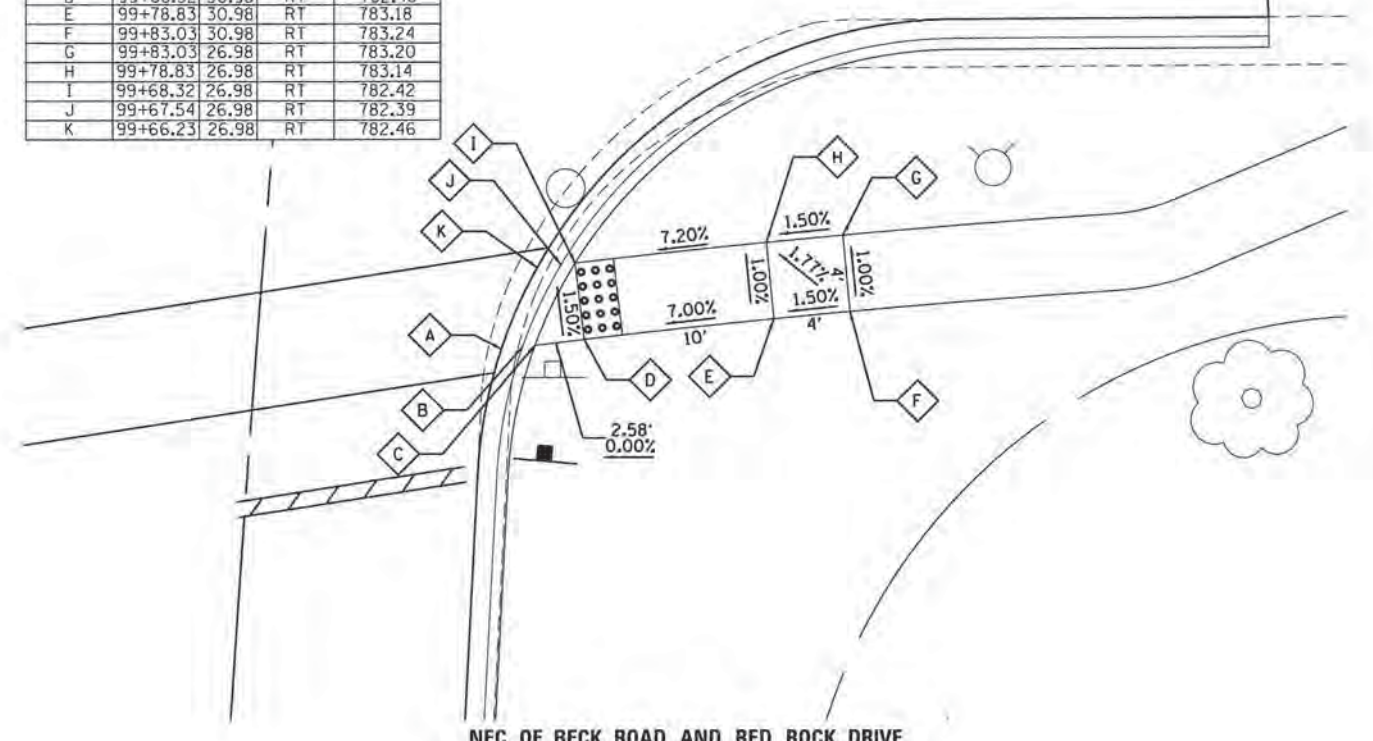 E 99+78.83 30.98 RT 783.18
F 99+83.03 30.98 RT 783.24
G 99+83.03 26.98 RT 783.20
H 99+78.83 26.98 RT 783.14
I 99+68.32 26.98 RT 782.42
J 99+67.54 26.98 RT 782.39
K 99+66.23 26.98 RT 782.46
I
H
J
G
K
7.20%
1.50%
1.00%
1.77%
4'
1.00%
1.50%
7.00%
1.50%
10'
4'
A
D
E
F
B
2.58'
0.00%
C
NEC OF BECK ROAD AND RED ROCK DRIVE